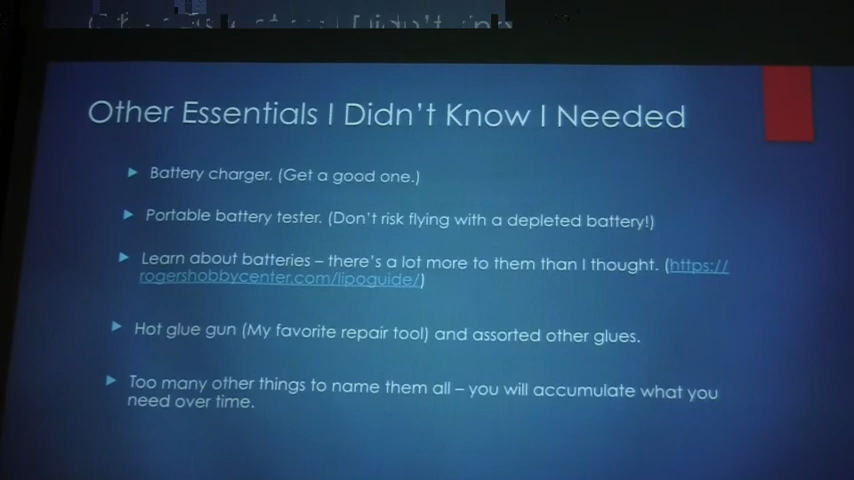 Other Essentials I Didn't Know I Needed
Battery charger. (Get a good one.)
Portable battery tester. (Don't risk flying with a depleted battery!)
Learn about batteries – there's a lot more to them than I thought. (https://
rogershobbycenter.com/lipoguide/)
Hot glue gun (My favorite repair tool) and assorted other glues.
Too many other things to name them all – you will accumulate what you
need over time.